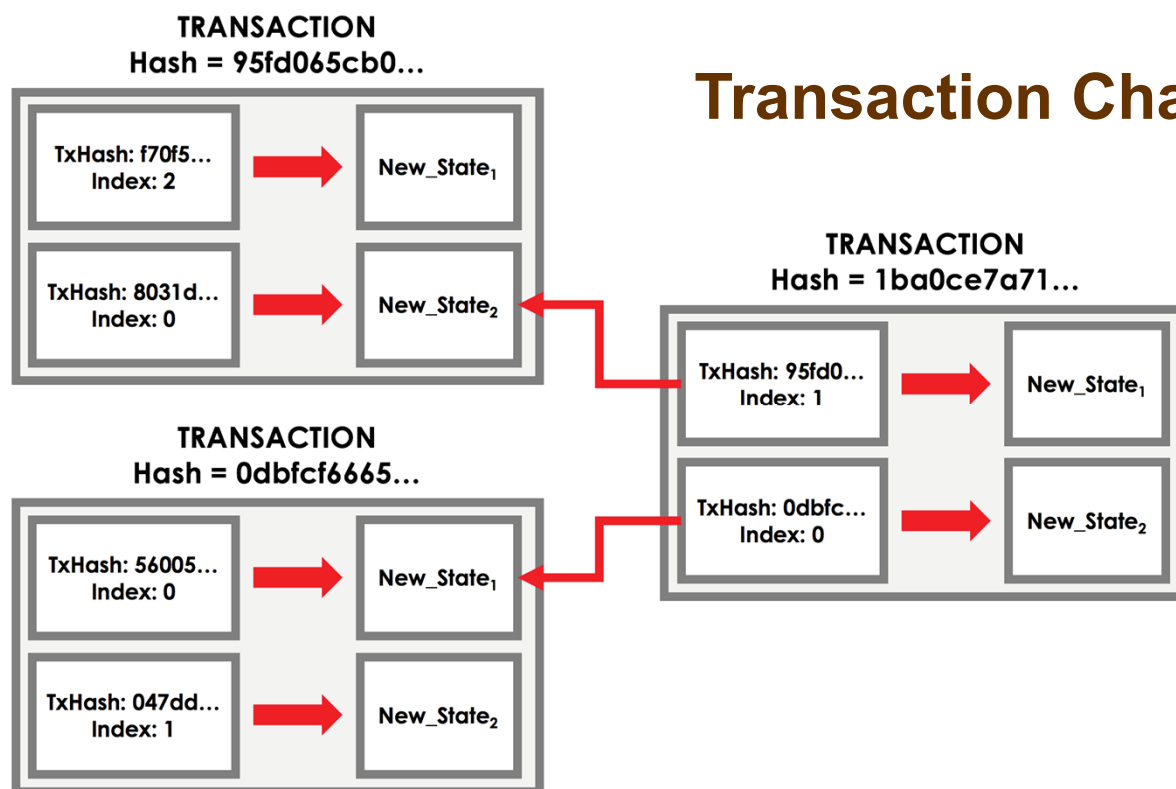 TRANSACTION
Hash = 95fd065cb0...
Transaction Cha
TxHash: f70f5...
Index: 2
New_State₁
TxHash: 8031d...
Index: 0
New_State₂
TRANSACTION
Hash = 1ba0ce7a71...
TxHash: 95fd0...
Index: 1
New_State₁
TxHash: 0dbfc...
Index: 0
New_State₂
TRANSACTION
Hash = 0dbfcf6665...
TxHash: 56005...
Index: 0
New_State₁
TxHash: 047dd...
Index: 1
New_State₂